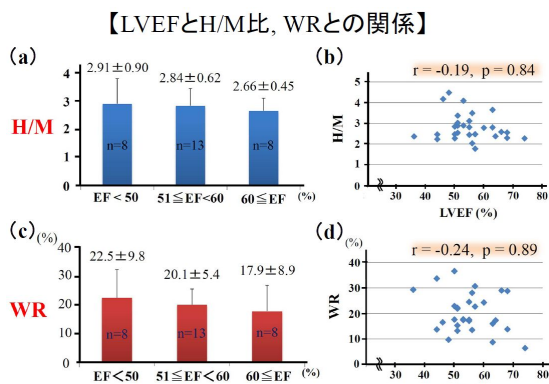 【LVEFとH/M比, WRとの関係】
(a)
2.91±0.90 2.84±0.62 2.66±0.45
4
3
2
1
0
H/M
n=8 n=13 n=8
EF<50 51≦EF<60 60≦EF (%)
(b)
r = -0.19, p = 0.84
5
4
3
2
1
0
H/M
20 30 40 50 60 70 80
LVEF (%)
(c) (%)
22.5±9.8 20.1±5.4 17.9±8.9
40
30
20
10
0
WR
n=8 n=13 n=8
EF<50 51≦EF<60 60≦EF (%)
(d)
(%) r = -0.24, p = 0.89
50
40
30
20
10
0
WR
20 30 40 50 60 70 80
LVEF (%)